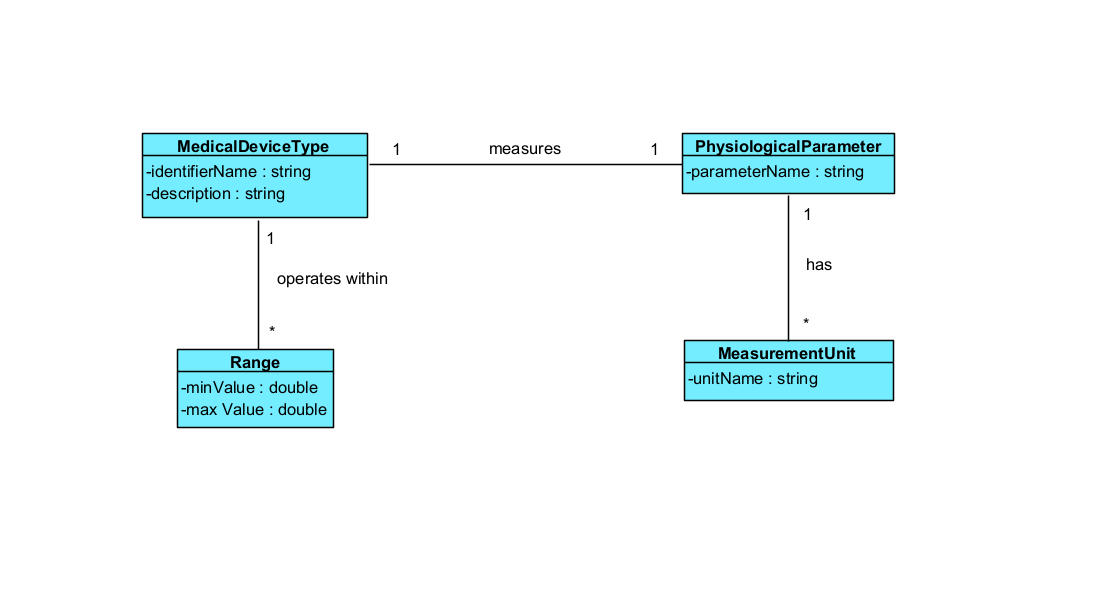 MedicalDeviceType
-identifierName : string
-description : string
1 measures 1
PhysiologicalParameter
-parameterName : string
1
operates within
*
1
has
*
Range
-minValue : double
-max Value : double
MeasurementUnit
-unitName : string